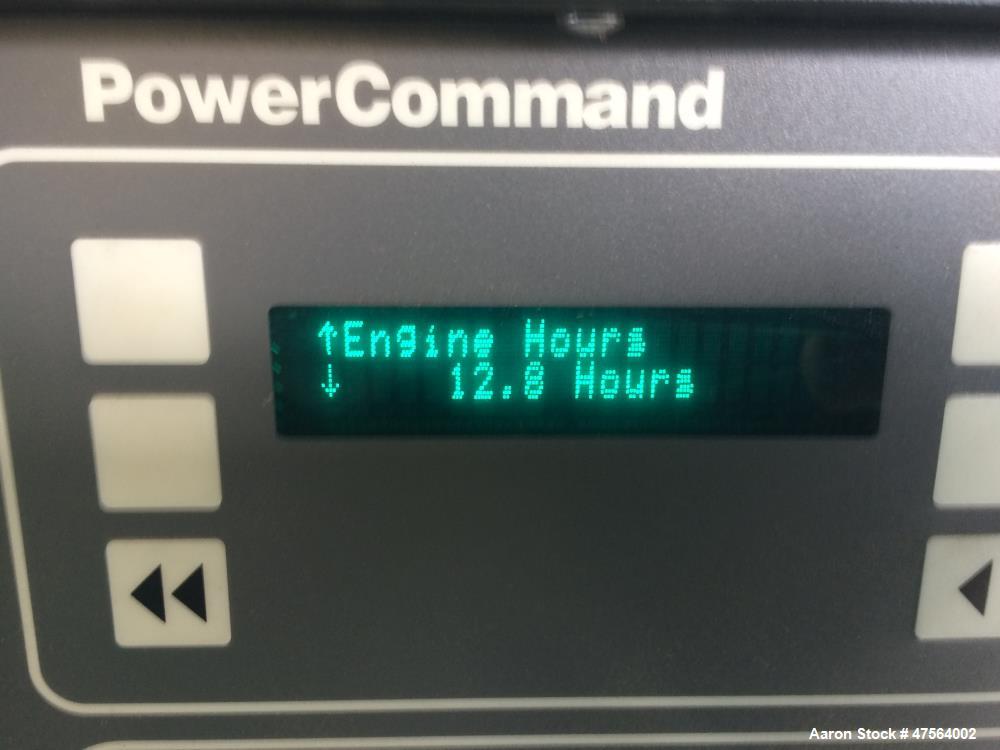 PowerCommand
↑Engine Hours
↓ 12.8 Hours
Aaron Stock # 47564002